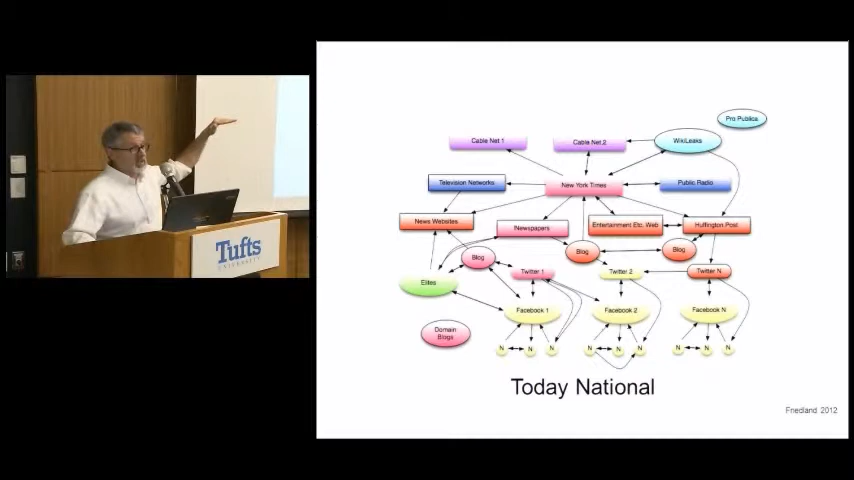 Tufts
UNIVERSITY
Pro Publica
Cable Net 1
Cable Net 2
WikiLeaks
Television Networks
New York Times
Public Radio
News Websites
Newspapers
Entertainment Etc. Web
Huffington Post
Blog
Blog
Blog
Elites
Twitter 1
Twitter 2
Twitter N
Facebook 1
Facebook 2
Facebook N
Domain
Blogs
N N N N N N N N N
Today National
Friedland 2012